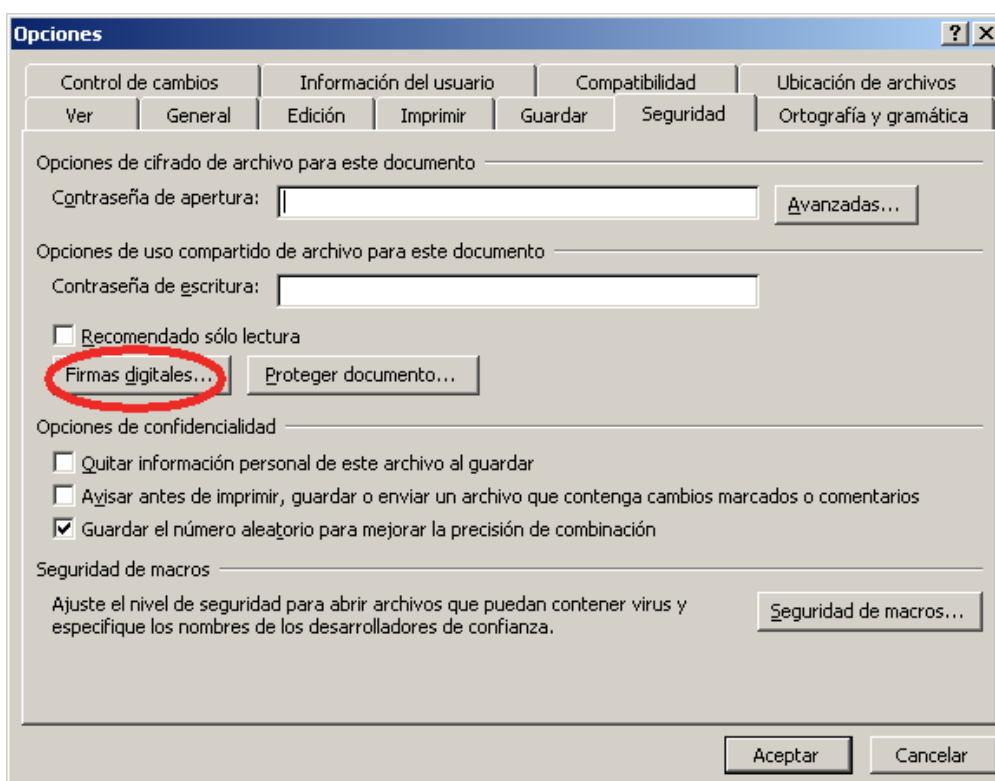 Opciones
Control de cambios Información del usuario Compatibilidad Ubicación de archivos
Ver General Edición Imprimir Guardar Seguridad Ortografía y gramática
Opciones de cifrado de archivo para este documento
Contraseña de apertura: Avanzadas...
Opciones de uso compartido de archivo para este documento
Contraseña de escritura:
Recomendado sólo lectura
Firmas digitales... Proteger documento...
Opciones de confidencialidad
Quitar información personal de este archivo al guardar
Avisar antes de imprimir, guardar o enviar un archivo que contenga cambios marcados o comentarios
Guardar el número aleatorio para mejorar la precisión de combinación
Seguridad de macros
Ajuste el nivel de seguridad para abrir archivos que puedan contener virus y
especifique los nombres de los desarrolladores de confianza. Seguridad de macros...
Aceptar Cancelar